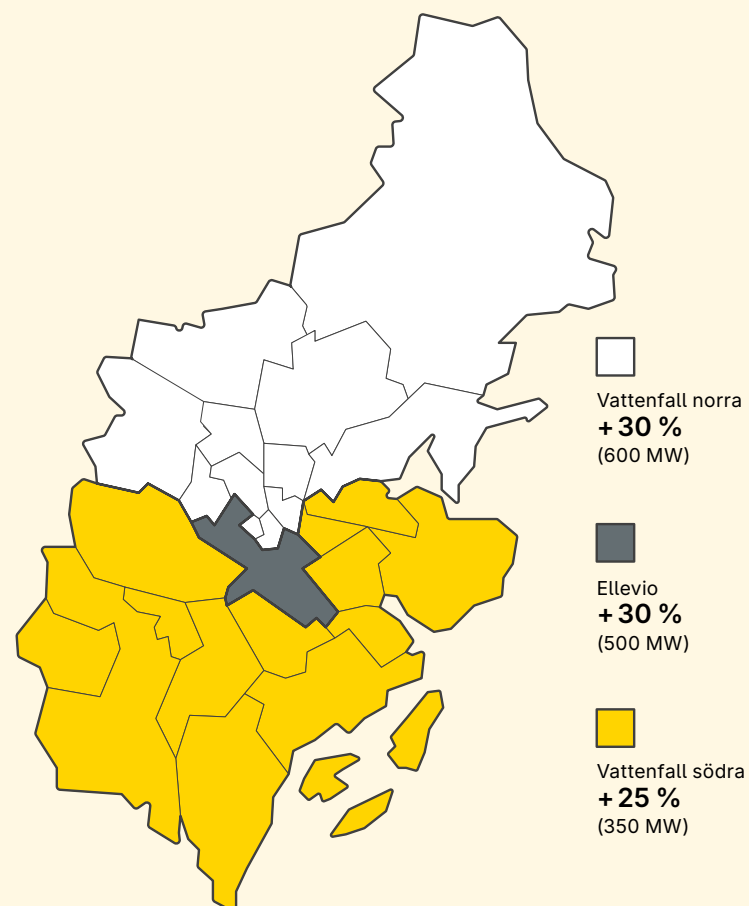 Vattenfall norra
+30 %
(600 MW)
Ellevio
+30 %
(500 MW)
Vattenfall södra
+25 %
(350 MW)